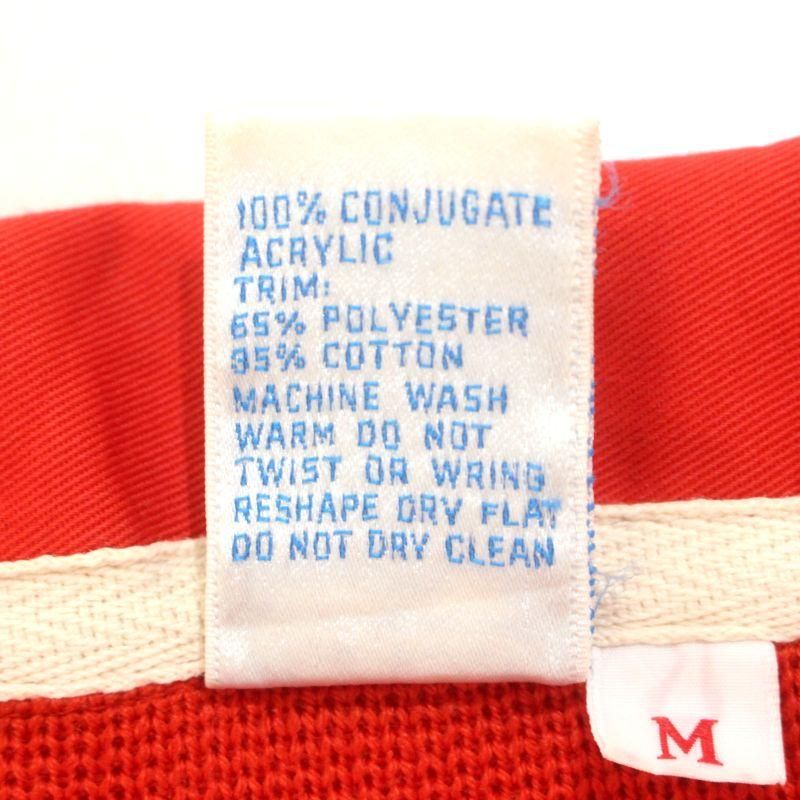 100% CONJUGATE
ACRYLIC
TRIM:
65% POLYESTER
35% COTTON
MACHINE WASH
WARM DO NOT
TWIST OR WRING
RESHAPE DRY FLAT
DO NOT DRY CLEAN
M